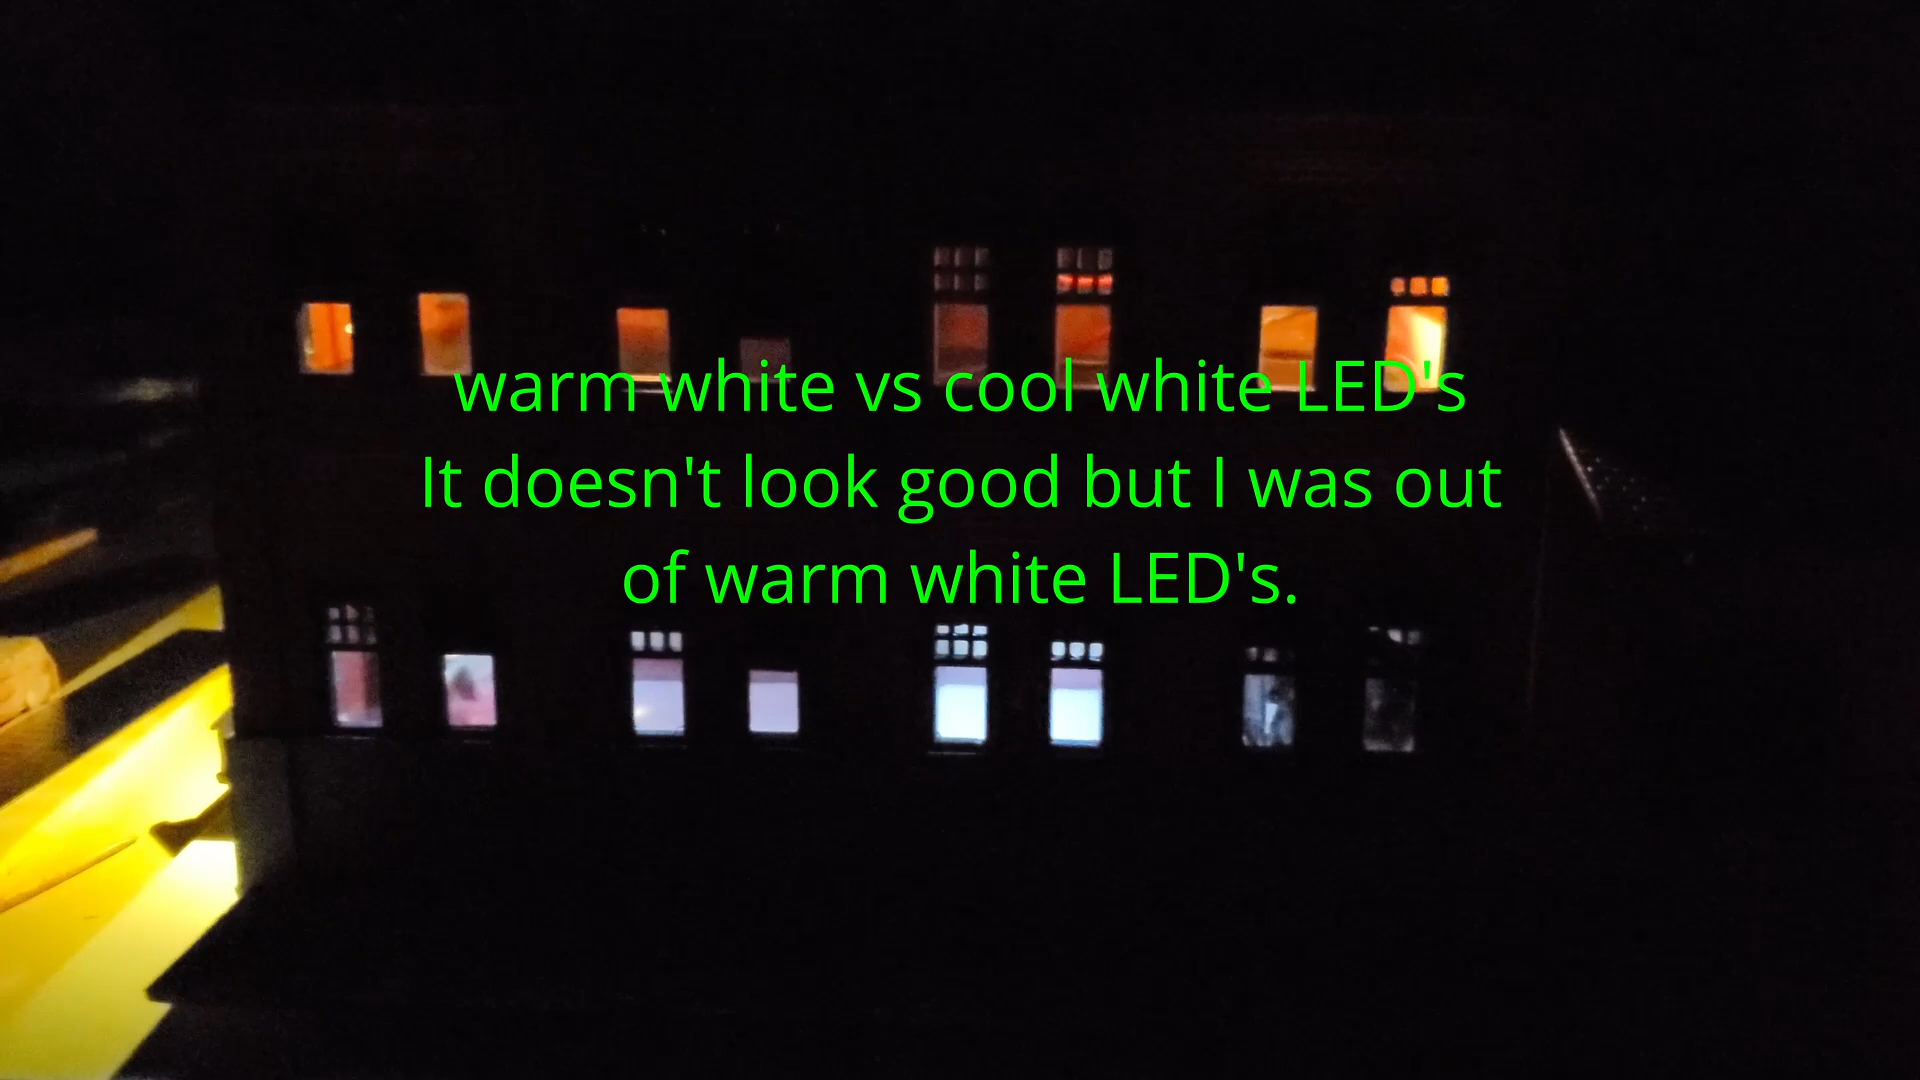 warm white vs cool white LED's
It doesn't look good but I was out
of warm white LED's.